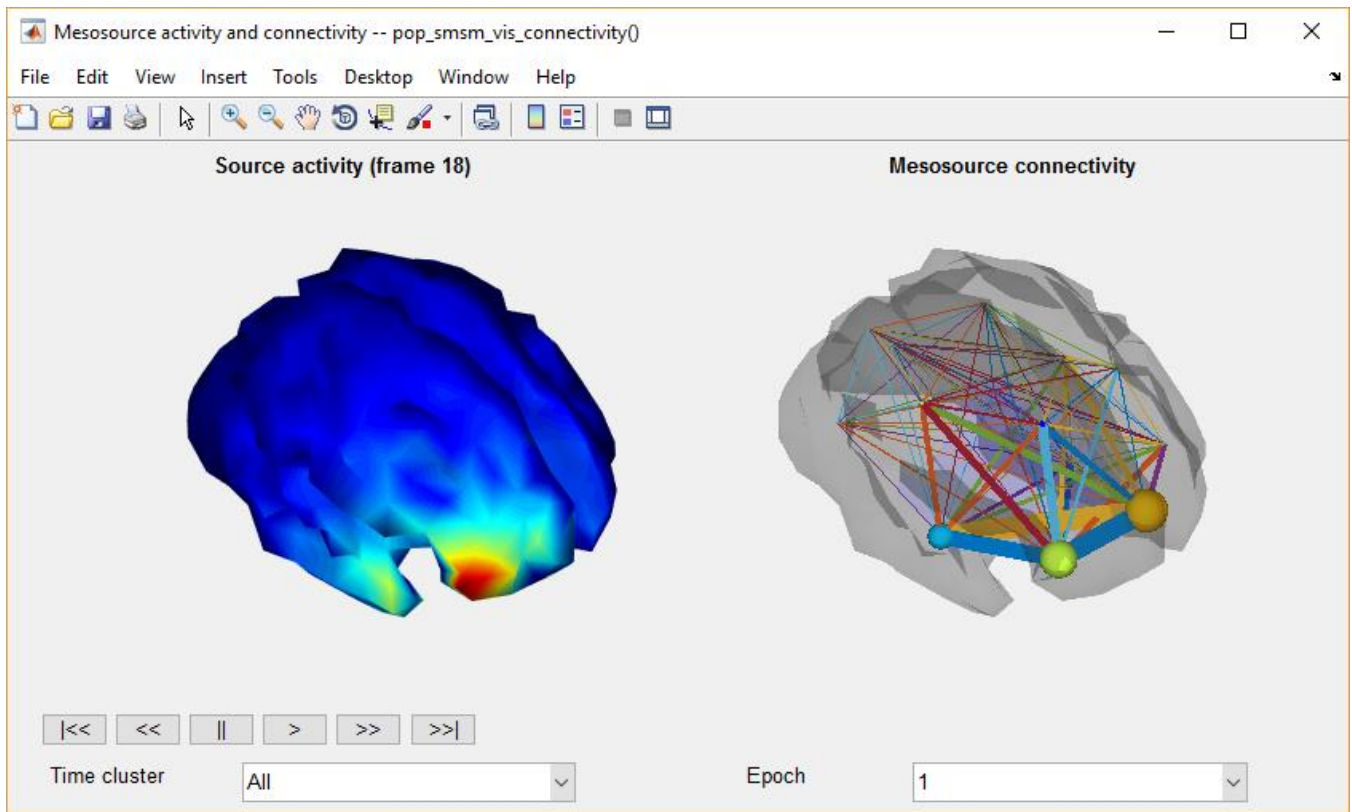 Mesosource activity and connectivity -- pop_smsm_vis_connectivity()
File Edit View Insert Tools Desktop Window Help
Source activity (frame 18)
Mesosource connectivity
|<< << || > >> >>|
Time cluster All
Epoch 1